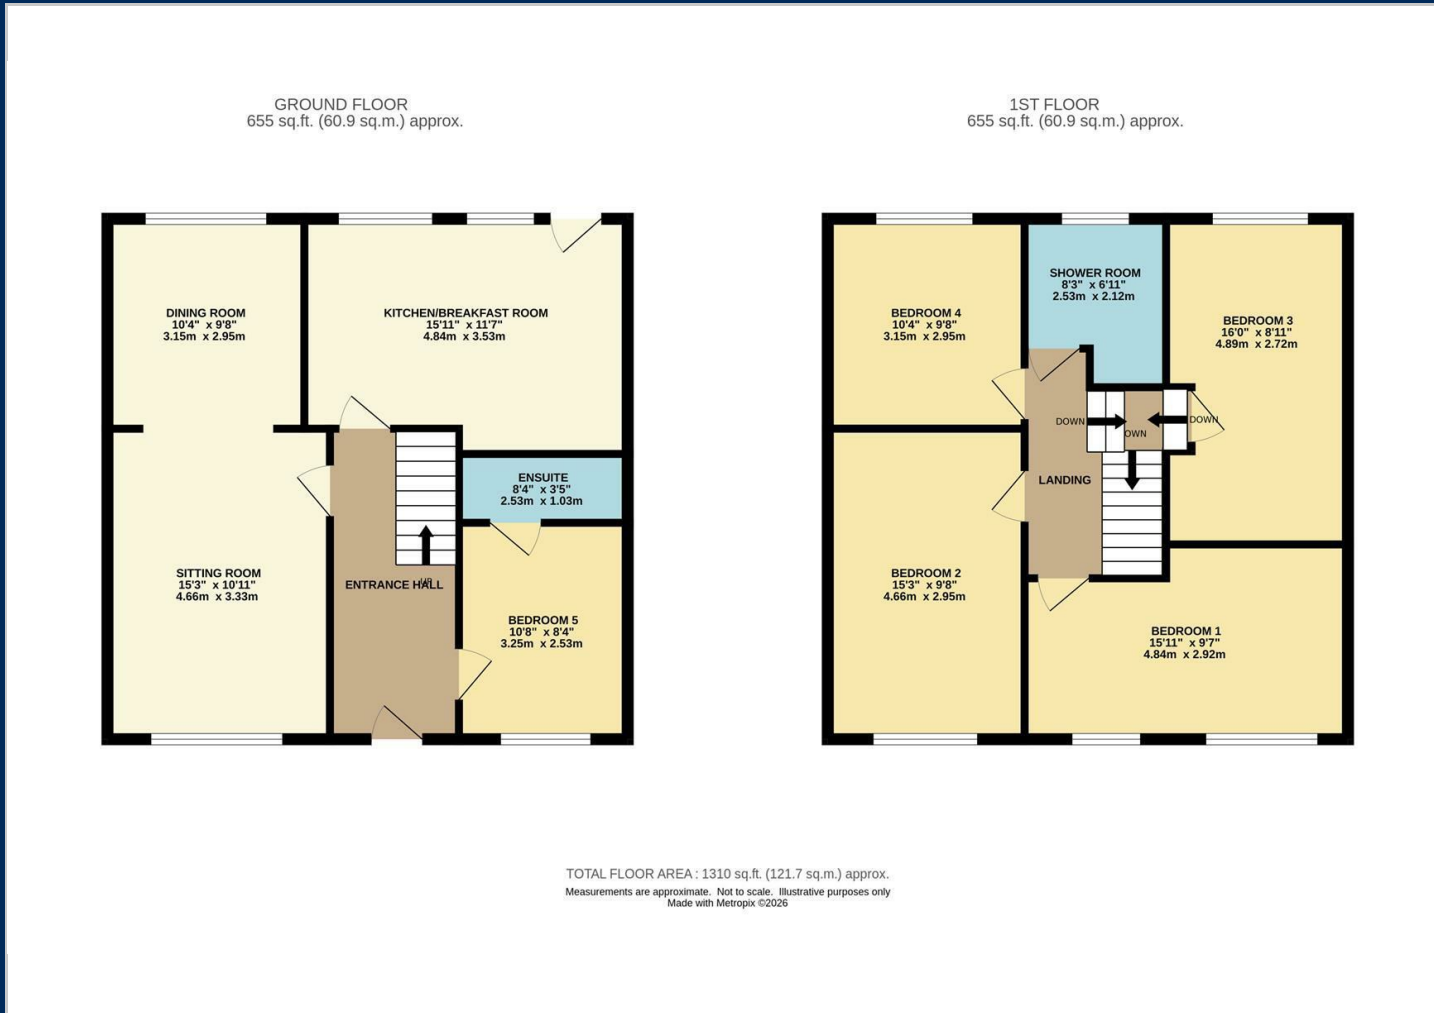 GROUND FLOOR
655 sq.ft. (60.9 sq.m.) approx.
1ST FLOOR
655 sq.ft. (60.9 sq.m.) approx.
DINING ROOM
10'4" x 9'8"
3.15m x 2.95m
KITCHEN/BREAKFAST ROOM
15'11" x 11'7"
4.84m x 3.53m
ENSUITE
8'4" x 3'5"
2.53m x 1.03m
SITTING ROOM
15'3" x 10'11"
4.66m x 3.33m
UP
ENTRANCE HALL
BEDROOM 5
10'8" x 8'4"
3.25m x 2.53m
SHOWER ROOM
8'3" x 6'11"
2.53m x 2.12m
BEDROOM 4
10'4" x 9'8"
3.15m x 2.95m
BEDROOM 3
16'0" x 8'11"
4.89m x 2.72m
DOWN
DOWN
OWN
LANDING
BEDROOM 2
15'3" x 9'8"
4.66m x 2.95m
BEDROOM 1
15'11" x 9'7"
4.84m x 2.92m
TOTAL FLOOR AREA : 1310 sq.ft. (121.7 sq.m.) approx.
Measurements are approximate. Not to scale. Illustrative purposes only
Made with Metropix ©2026